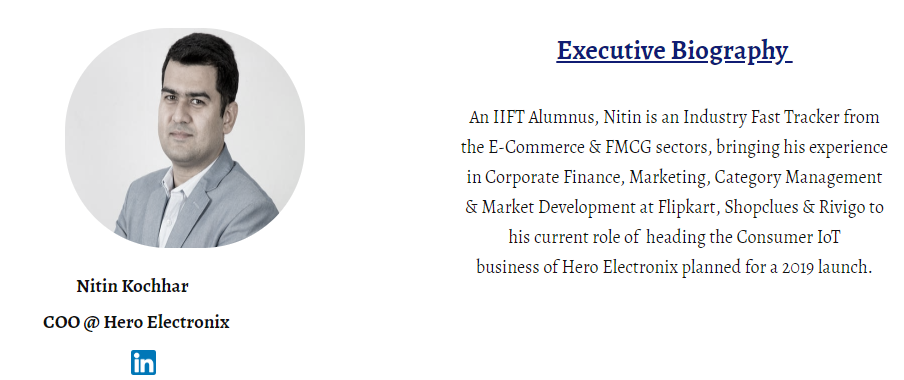 Executive Biography
An IIFT Alumnus, Nitin is an Industry Fast Tracker from
the E-Commerce & FMCG sectors, bringing his experience
in Corporate Finance, Marketing, Category Management
& Market Development at Flipkart, Shopclues & Rivigo to
his current role of heading the Consumer IoT
business of Hero Electronix planned for a 2019 launch.
Nitin Kochhar
COO @ Hero Electronix
in